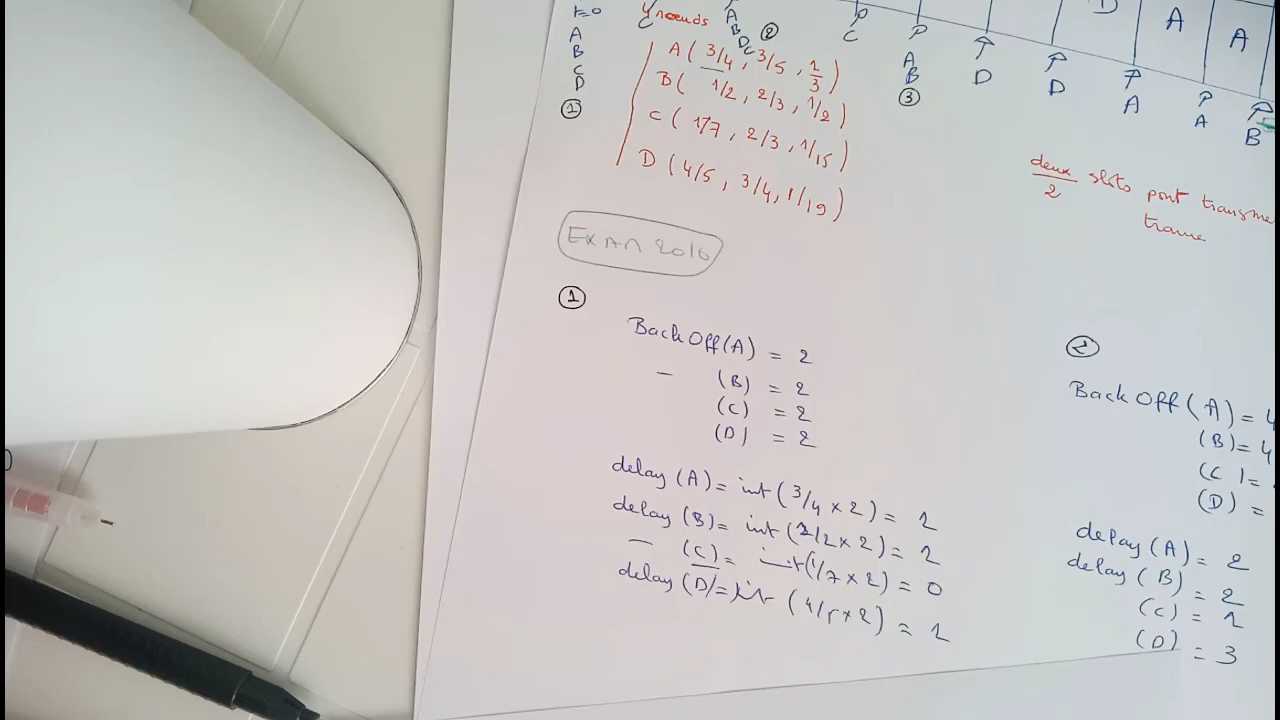 D A A
t=0 4 nœuds A P P P P P P P
A C B C A D D A A B
B D B
C C ③
D ②
①
A ( 3/4 , 3/5 , 1/3 )
B ( 1/2 , 2/3 , 1/2 )
C ( 1/7 , 2/3 , 1/15 )
D ( 4/5 , 3/4 , 1/19 )
deux slots pour
2
trame
EXAM 2016
①
BackOff(A) = 2
— (B) = 2
(C) = 2
(D) = 2
delay (A) = int ( 3/4 x 2 ) = 1
delay (B) = int ( 1/2 x 2 ) = 1
— (C) = int ( 1/7 x 2 ) = 0
delay (D) = int ( 4/5 x 2 ) = 1
②
BackOff(A) = 4
(B) = 4
(C) =
(D) =
delay (A) = 2
delay (B) = 2
(C) = 2
(D) = 3